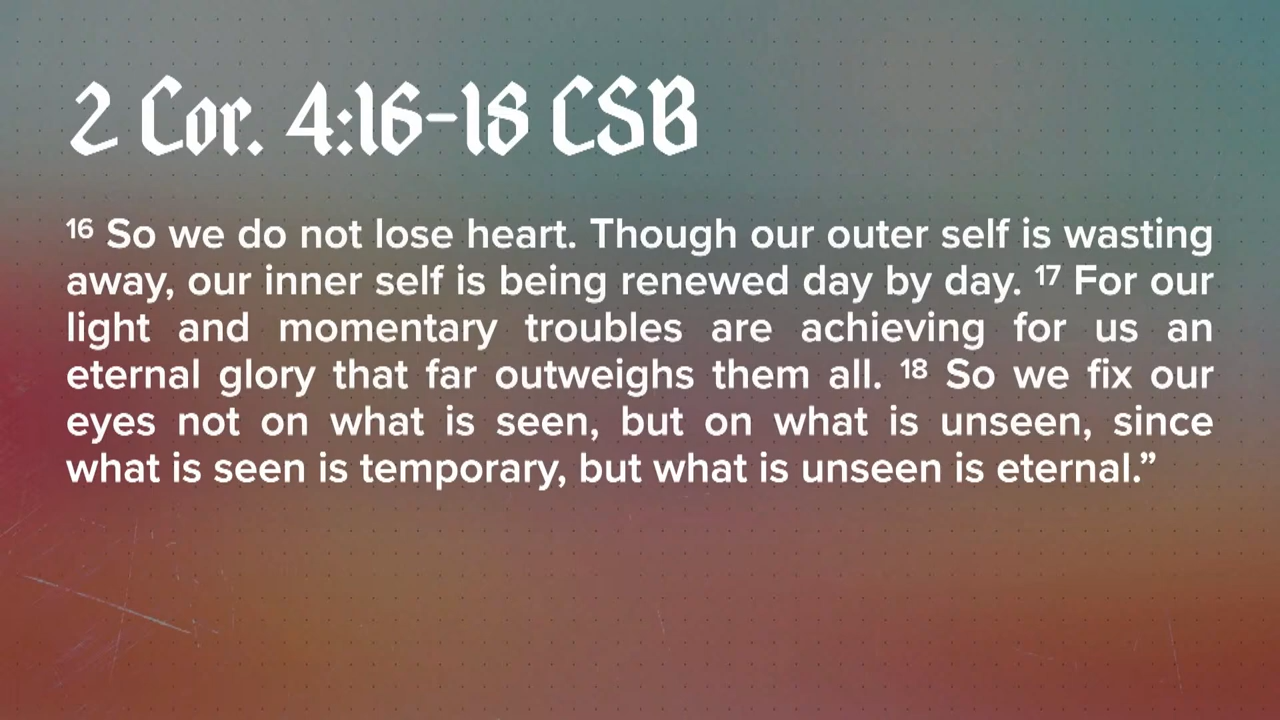 2 Cor. 4:16-18 CSB
16 So we do not lose heart. Though our outer self is wasting
away, our inner self is being renewed day by day. 17 For our
light and momentary troubles are achieving for us an
eternal glory that far outweighs them all. 18 So we fix our
eyes not on what is seen, but on what is unseen, since
what is seen is temporary, but what is unseen is eternal.”